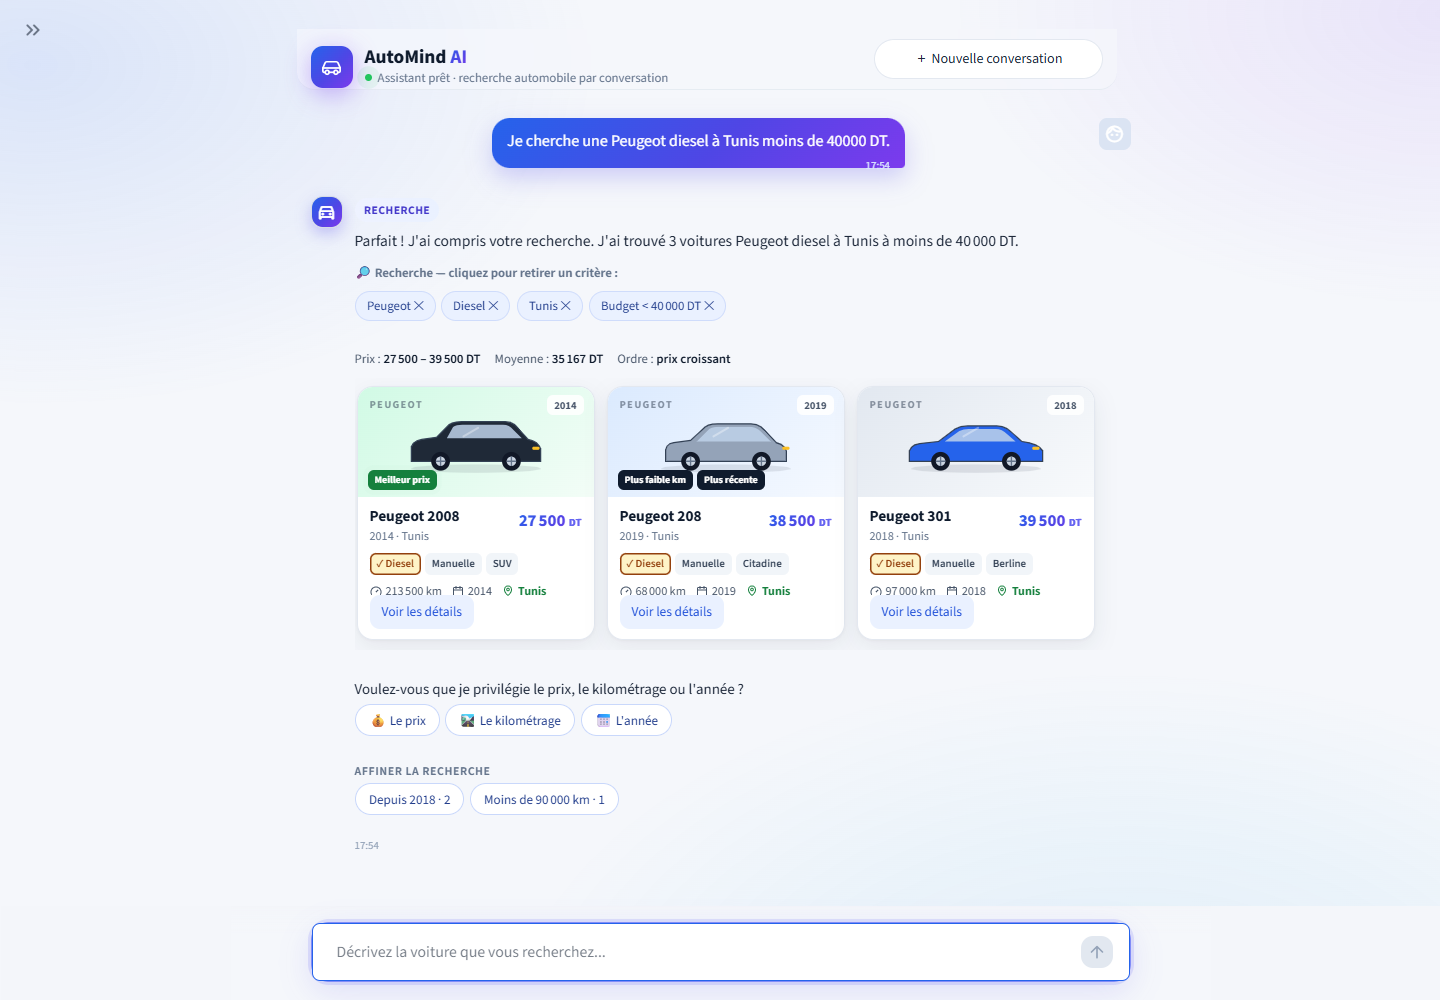 AutoMind AI
Assistant prêt · recherche automobile par conversation
+ Nouvelle conversation
Je cherche une Peugeot diesel à Tunis moins de 40000 DT.
17:54
RECHERCHE
Parfait ! J'ai compris votre recherche. J'ai trouvé 3 voitures Peugeot diesel à Tunis à moins de 40 000 DT.
🔎 Recherche — cliquez pour retirer un critère :
Peugeot ✕ Diesel ✕ Tunis ✕ Budget < 40 000 DT ✕
Prix : 27 500 – 39 500 DT Moyenne : 35 167 DT Ordre : prix croissant
PEUGEOT 2014
Meilleur prix
Peugeot 2008
27 500 DT
2014 · Tunis
✓ Diesel Manuelle SUV
213 500 km 2014 Tunis
Voir les détails
PEUGEOT 2019
Plus faible km Plus récente
Peugeot 208
38 500 DT
2019 · Tunis
✓ Diesel Manuelle Citadine
68 000 km 2019 Tunis
Voir les détails
PEUGEOT 2018
Peugeot 301
39 500 DT
2018 · Tunis
✓ Diesel Manuelle Berline
97 000 km 2018 Tunis
Voir les détails
Voulez-vous que je privilégie le prix, le kilométrage ou l'année ?
💰 Le prix 🛣️ Le kilométrage 📅 L'année
AFFINER LA RECHERCHE
Depuis 2018 · 2 Moins de 90 000 km · 1
17:54
Décrivez la voiture que vous recherchez...